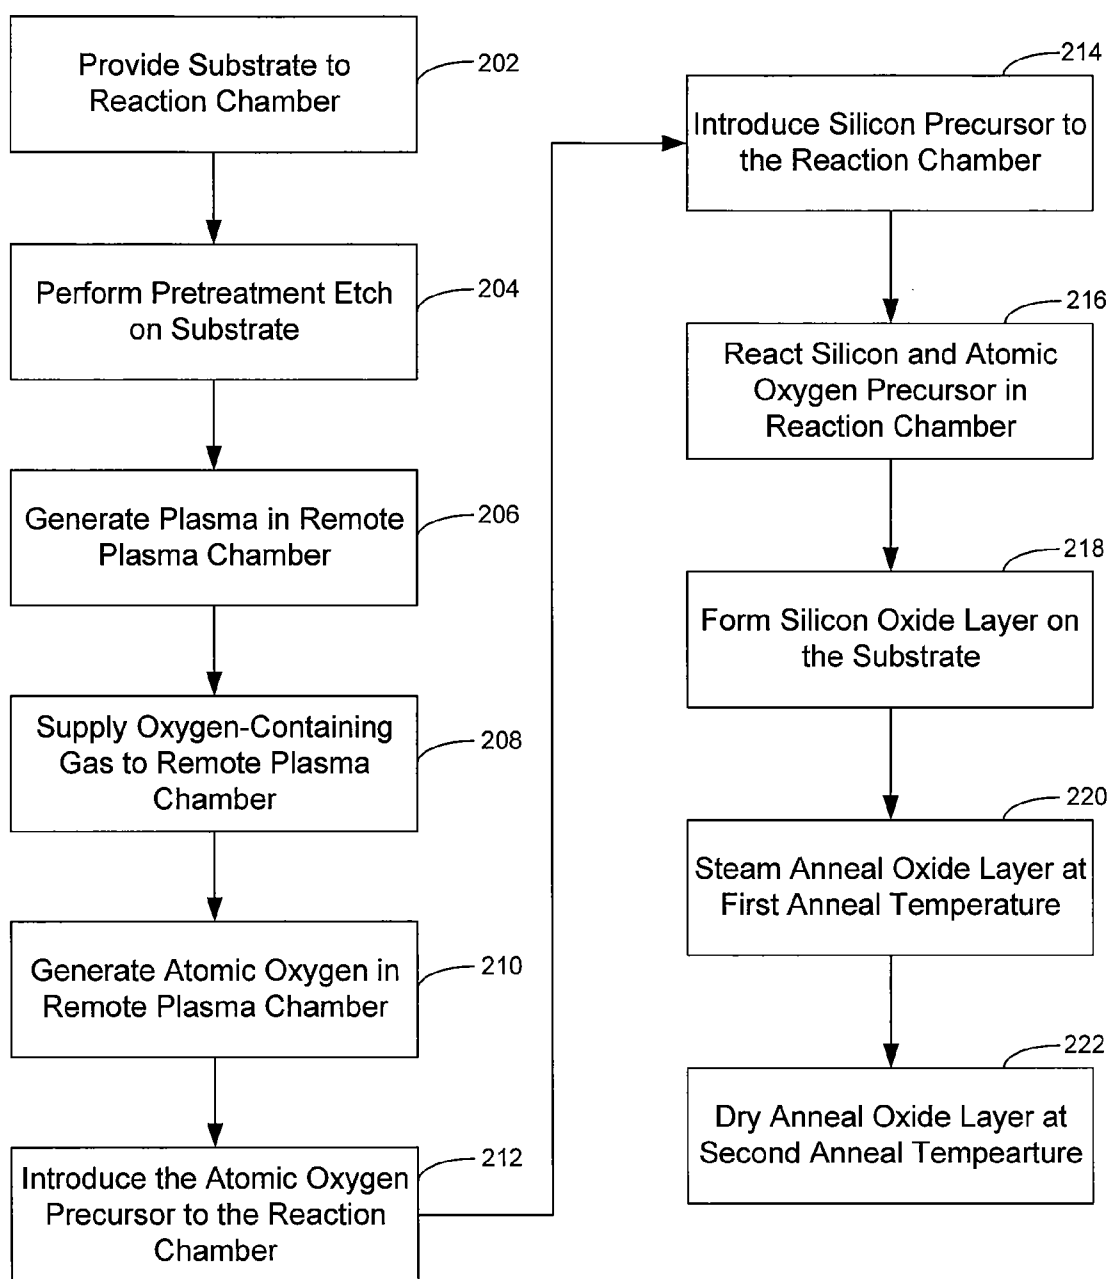 Provide Substrate to
Reaction Chamber
202
Perform Pretreatment Etch
on Substrate
204
Generate Plasma in Remote
Plasma Chamber
206
Supply Oxygen-Containing
Gas to Remote Plasma
Chamber
208
Generate Atomic Oxygen in
Remote Plasma Chamber
210
Introduce the Atomic Oxygen
Precursor to the Reaction
Chamber
212
Introduce Silicon Precursor to
the Reaction Chamber
214
React Silicon and Atomic
Oxygen Precursor in
Reaction Chamber
216
Form Silicon Oxide Layer on
the Substrate
218
Steam Anneal Oxide Layer at
First Anneal Temperature
220
Dry Anneal Oxide Layer at
Second Anneal Tempearture
222